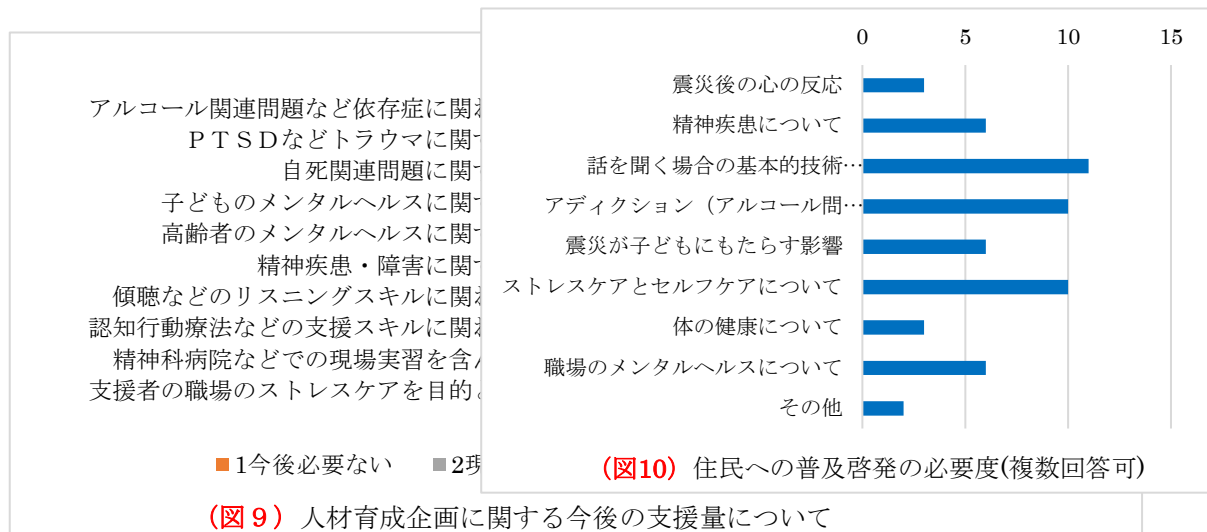 アルコール関連問題など依存症に関わ
ＰＴＳＤなどトラウマに関す
自死関連問題に関す
子どものメンタルヘルスに関す
高齢者のメンタルヘルスに関す
精神疾患・障害に関す
傾聴などのリスニングスキルに関わ
認知行動療法などの支援スキルに関わ
精神科病院などでの現場実習を含ん
支援者の職場のストレスケアを目的と
■1今後必要ない ■2現
（図９）人材育成企画に関する今後の支援量について
0 5 10 15
震災後の心の反応
精神疾患について
話を聞く場合の基本的技術…
アディクション（アルコール問…
震災が子どもにもたらす影響
ストレスケアとセルフケアについて
体の健康について
職場のメンタルヘルスについて
その他
（図10）住民への普及啓発の必要度(複数回答可)